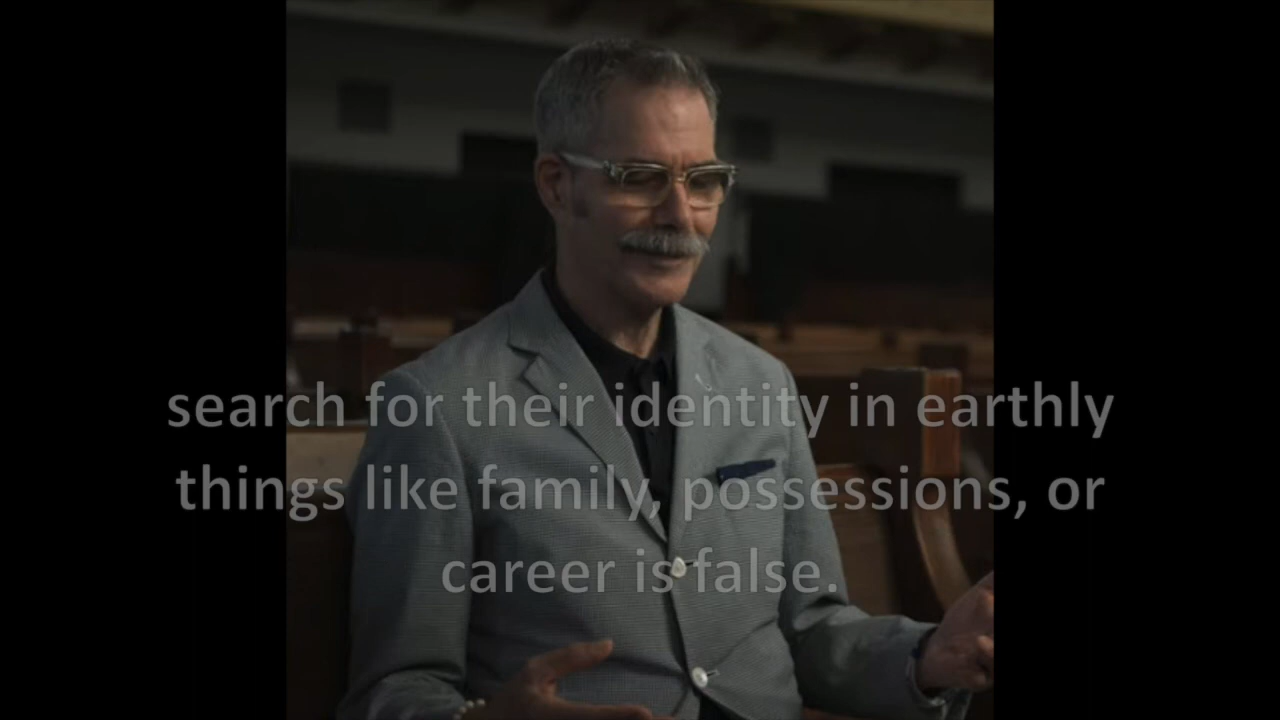 search for their identity in earthly
things like family, possessions, or
career is false.